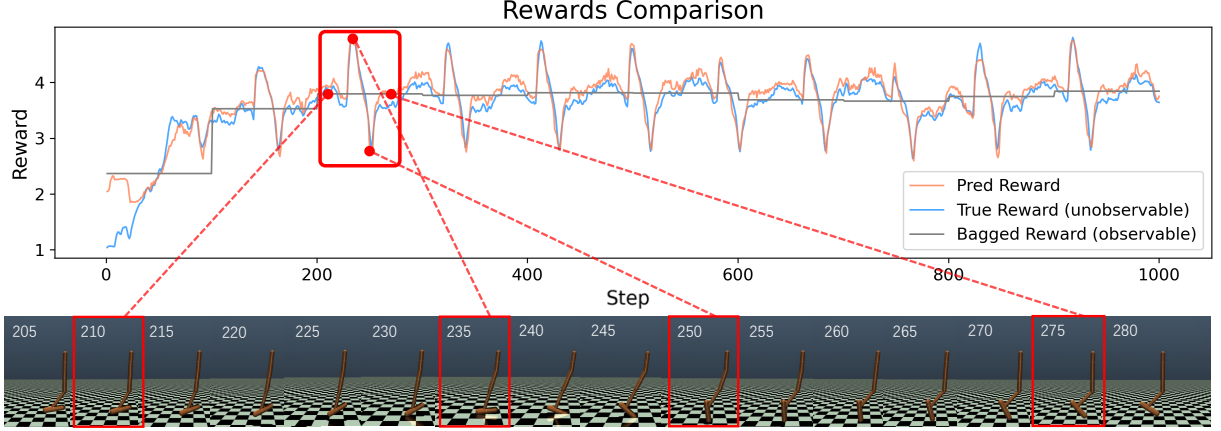 Rewards Comparison
Reward
4
3
2
1
Pred Reward
True Reward (unobservable)
Bagged Reward (observable)
0 200 400 600 800 1000
Step
205 210 215 220 225 230 235 240 245 250 255 260 265 270 275 280